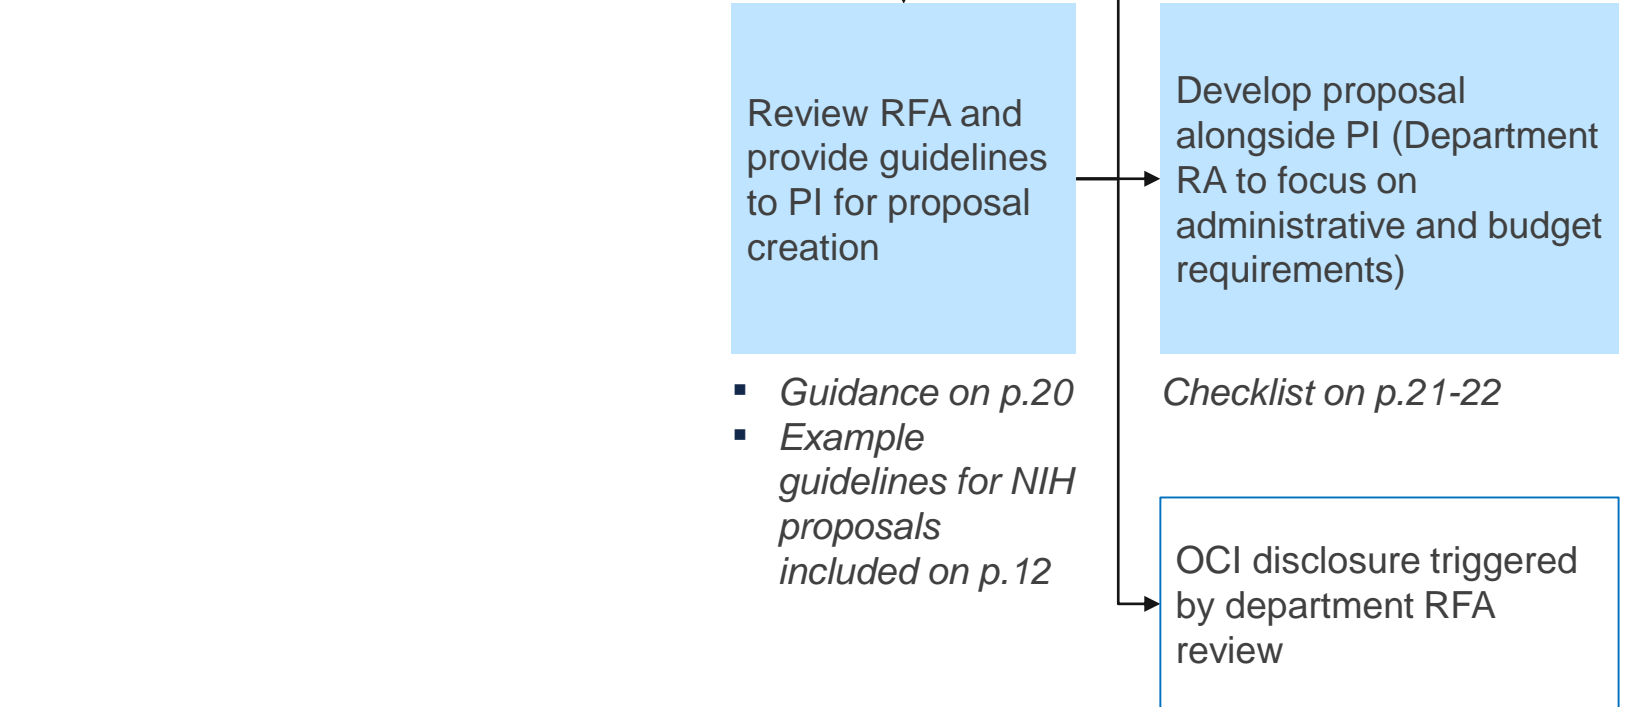 Review RFA and
provide guidelines
to PI for proposal
creation
Develop proposal
alongside PI (Department
RA to focus on
administrative and budget
requirements)
▪ Guidance on p.20
▪ Example
guidelines for NIH
proposals
included on p.12
Checklist on p.21-22
OCI disclosure triggered
by department RFA
review